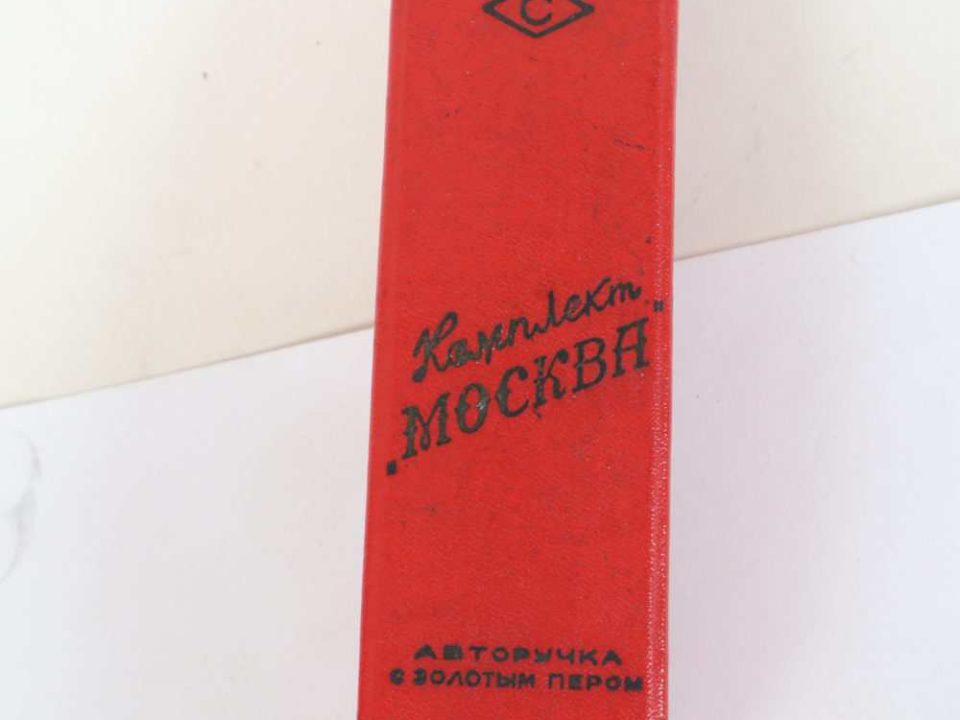 С
Комплект
„МОСКВА"
АВТОРУЧКА
С ЗОЛОТЫМ ПЕРОМ